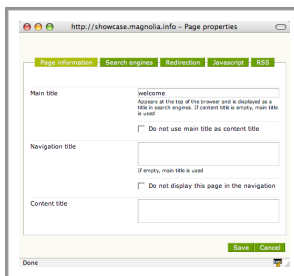 http://showcase.magnolia.info – Page properties
Page information Search engines Redirection Javascript RSS
Main title
welcome
Appears at the top of the browser and is displayed as a
title in search engines. If content title is empty, main title
is used
Do not use main title as content title
Navigation title
If empty, main title is used
Do not display this page in the navigation
Content title
Save Cancel
Done